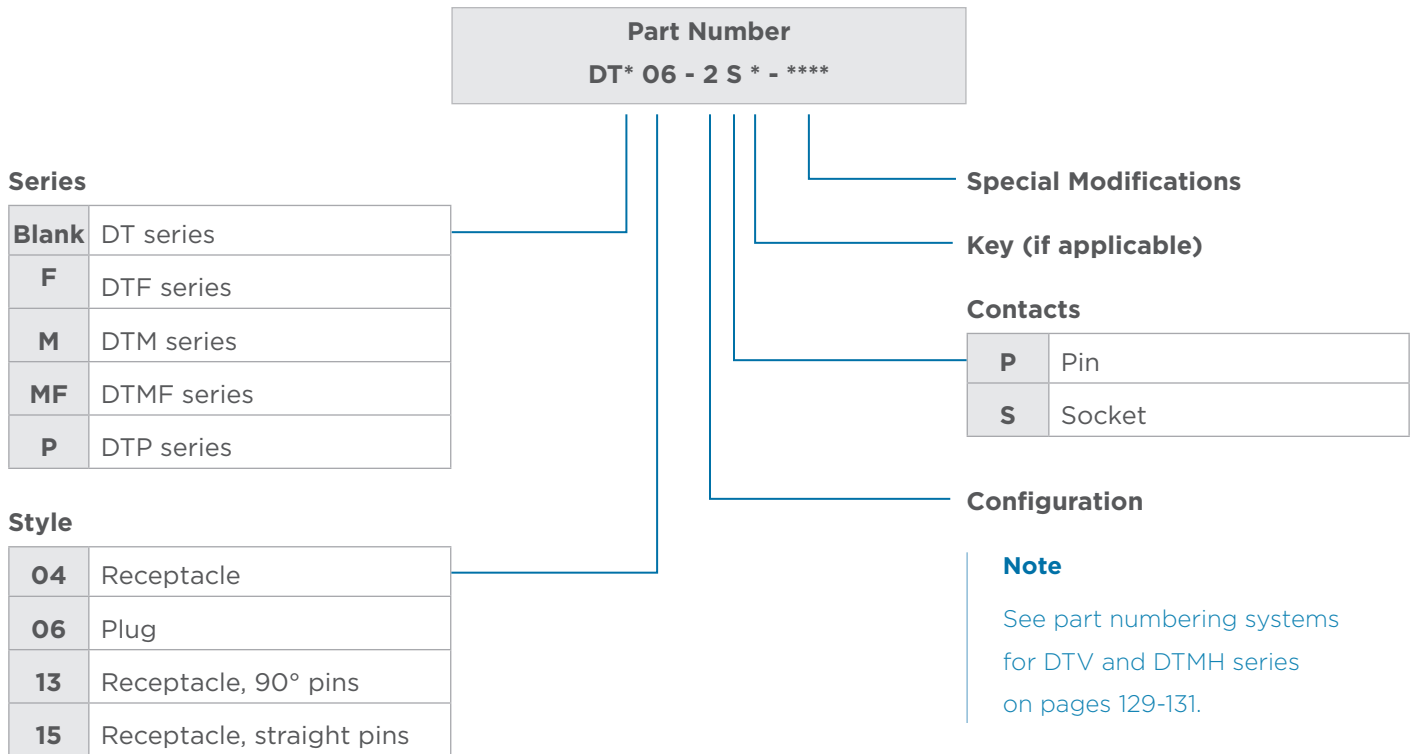 Part Number
DT* 06 - 2 S * - ****
Series
Blank DT series
F DTF series
M DTM series
MF DTMF series
P DTP series
Style
04 Receptacle
06 Plug
13 Receptacle, 90° pins
15 Receptacle, straight pins
Special Modifications
Key (if applicable)
Contacts
P Pin
S Socket
Configuration
Note
See part numbering systems
for DTV and DTMH series
on pages 129-131.